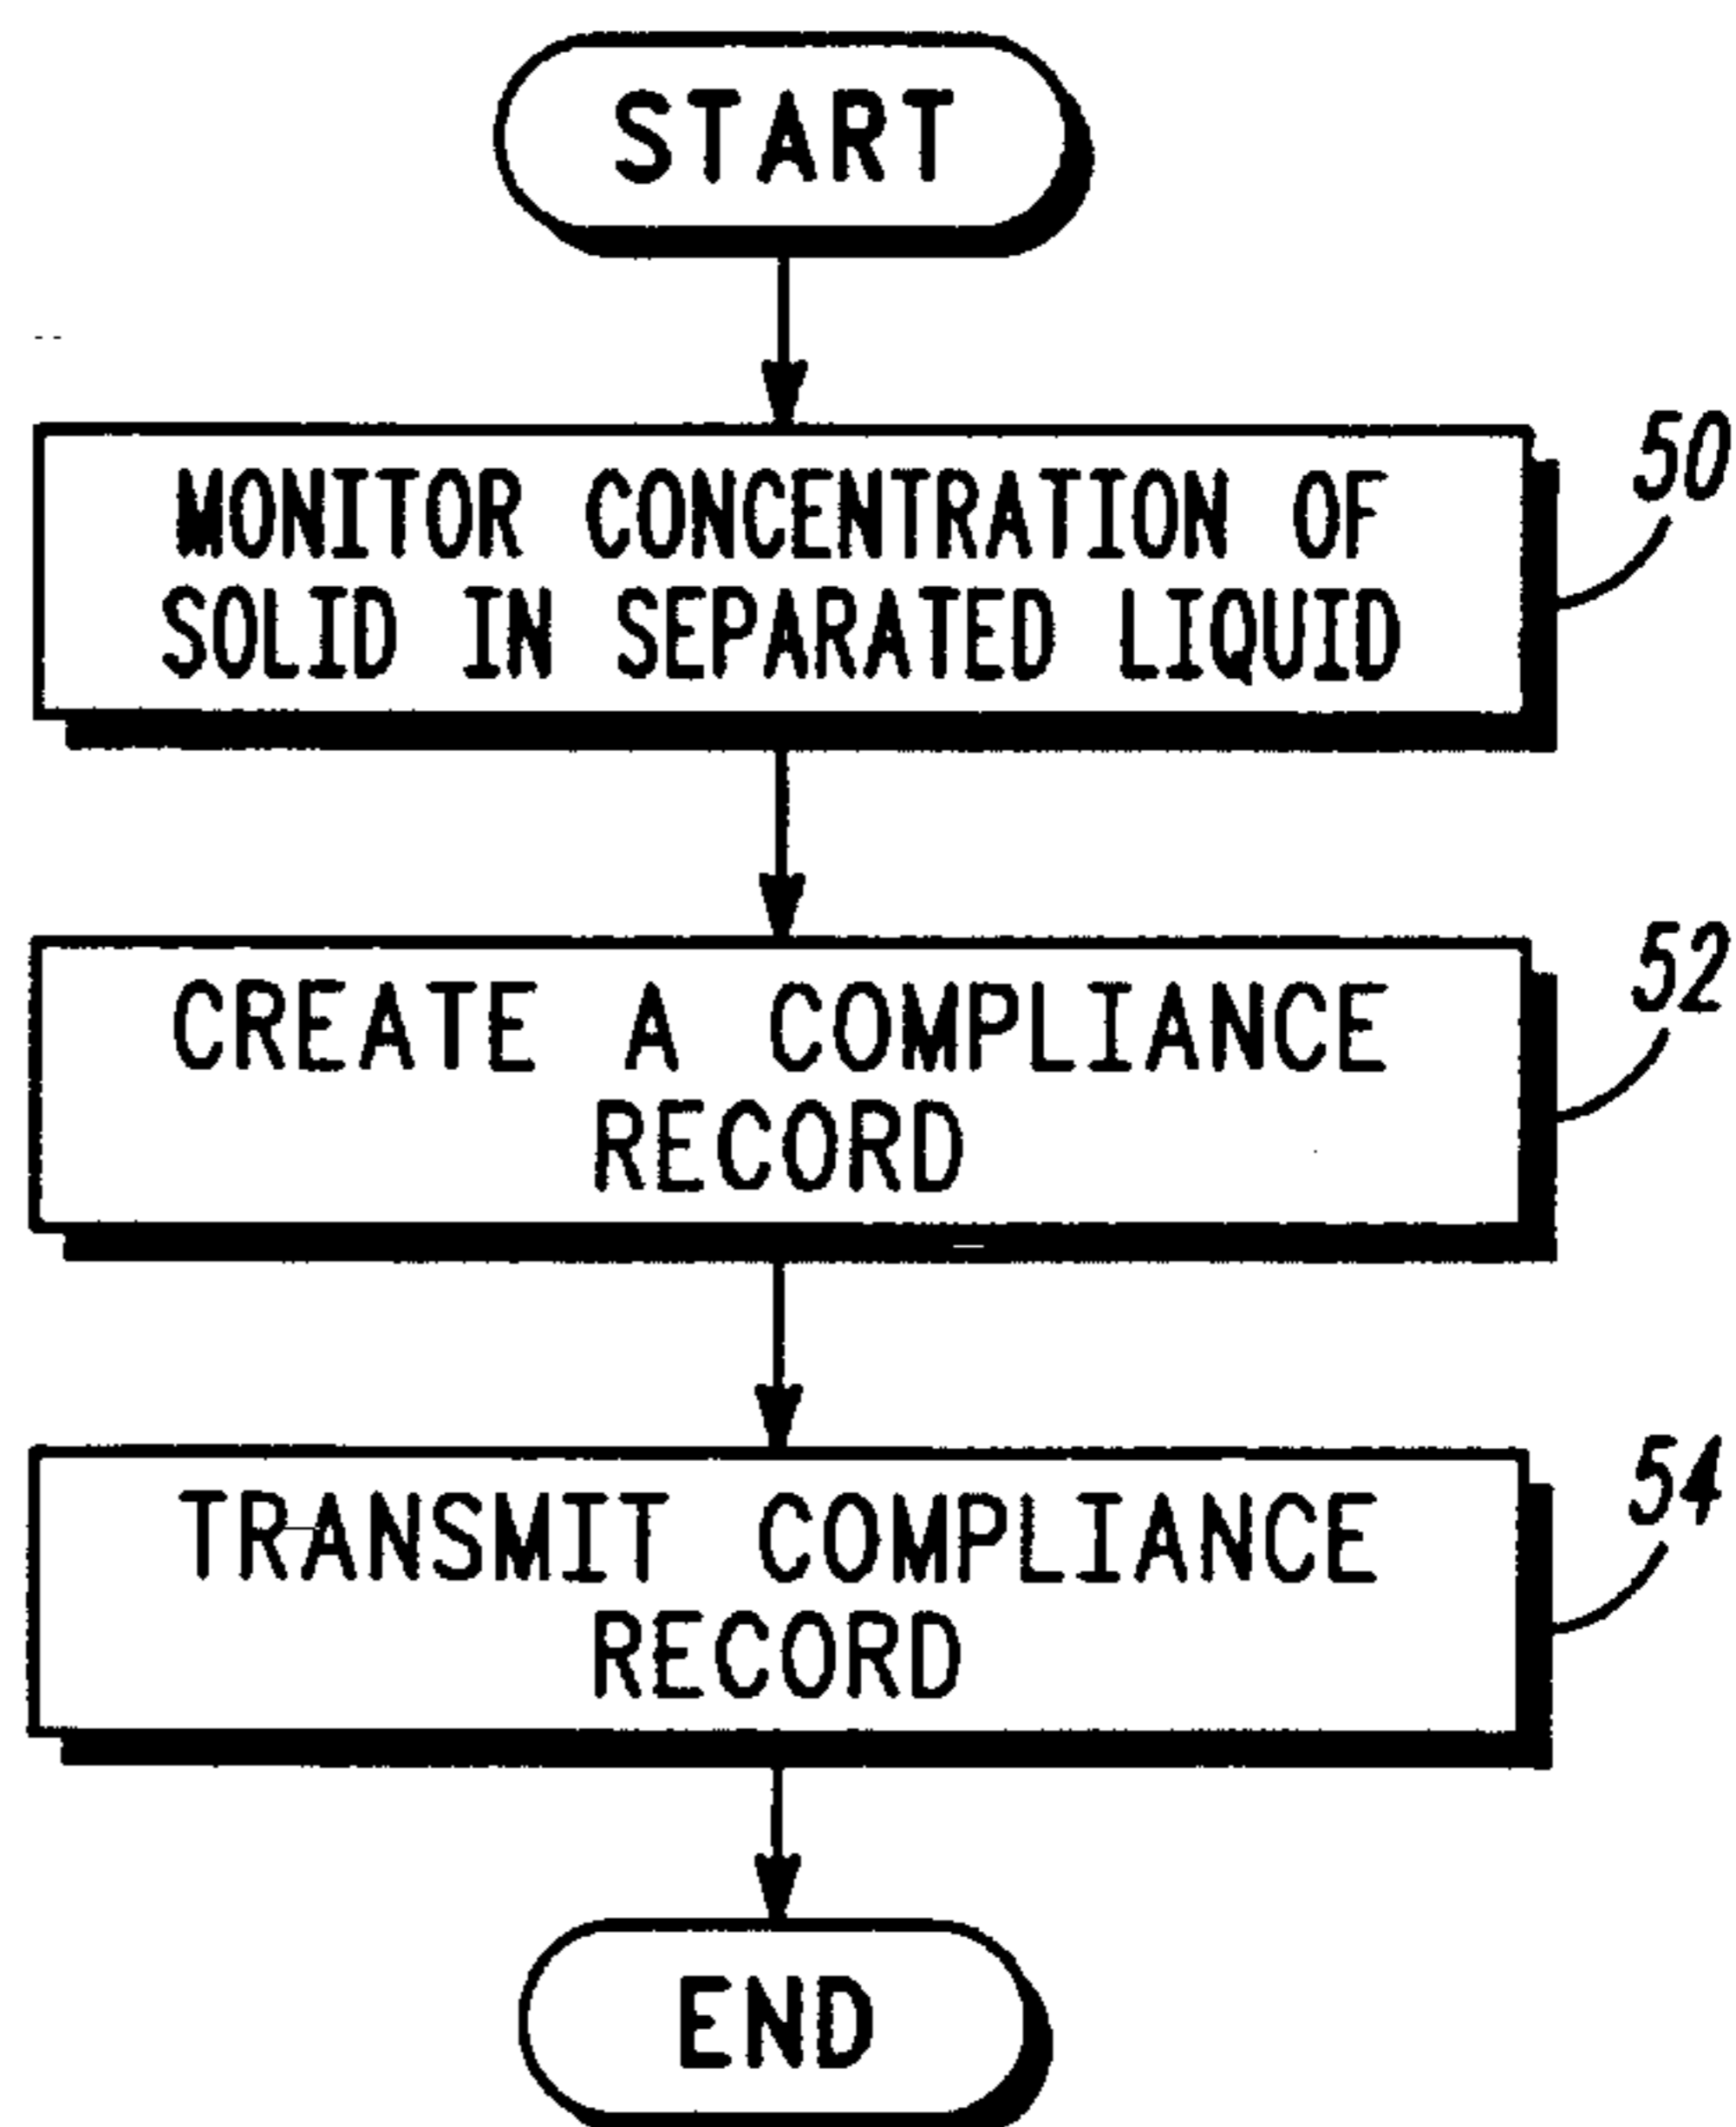 START
MONITOR CONCENTRATION OF
SOLID IN SEPARATED LIQUID
50
CREATE A COMPLIANCE
RECORD
52
TRANSMIT COMPLIANCE
RECORD
54
END